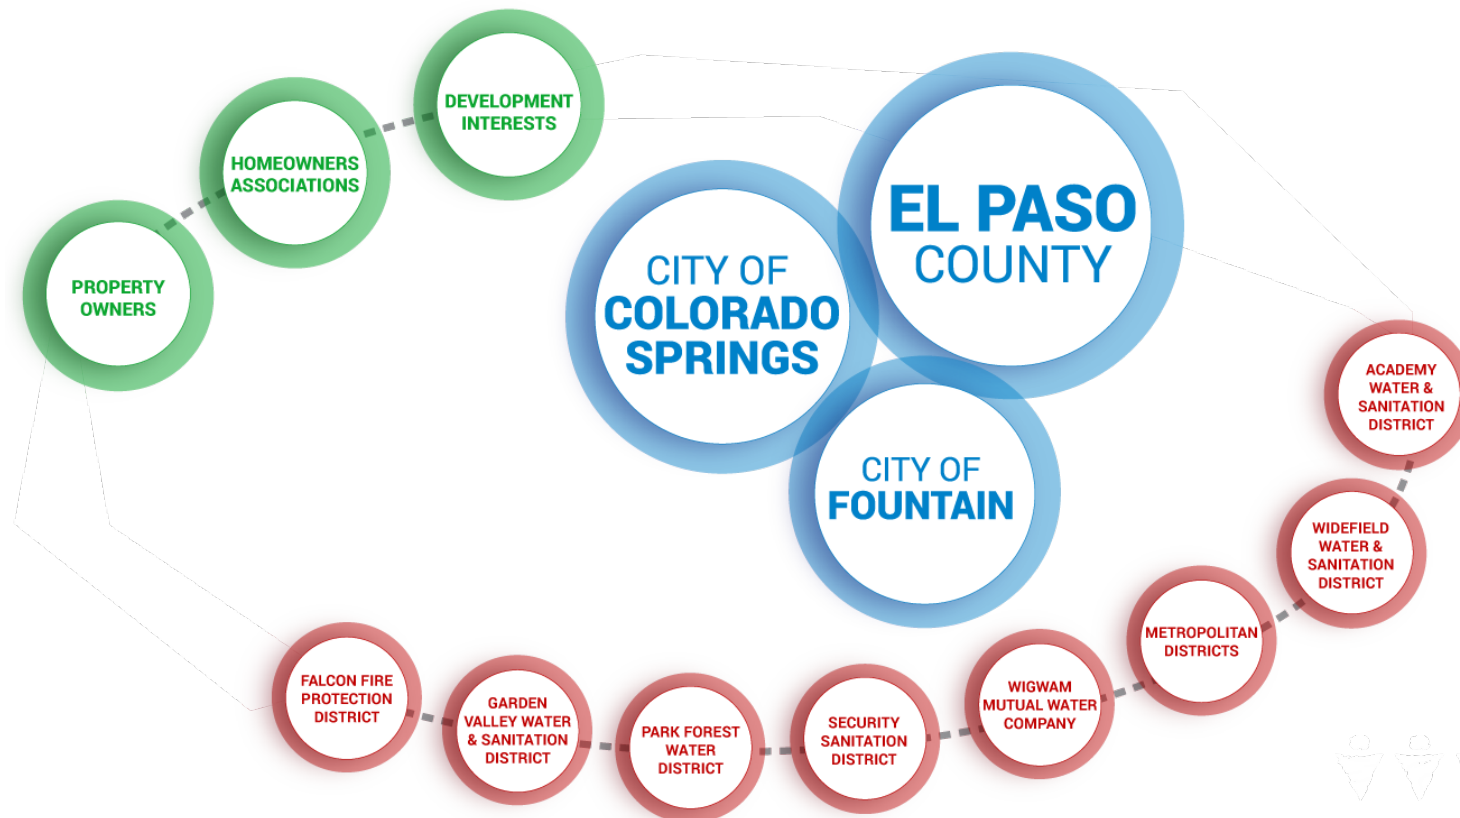 DEVELOPMENT
INTERESTS
HOMEOWNERS
ASSOCIATIONS
PROPERTY
OWNERS
EL PASO
COUNTY
CITY OF
COLORADO
SPRINGS
CITY OF
FOUNTAIN
ACADEMY
WATER &
SANITATION
DISTRICT
WIDEFIELD
WATER &
SANITATION
DISTRICT
METROPOLITAN
DISTRICTS
WIGWAM
MUTUAL WATER
COMPANY
SECURITY
SANITATION
DISTRICT
PARK FOREST
WATER
DISTRICT
GARDEN
VALLEY WATER
& SANITATION
DISTRICT
FALCON FIRE
PROTECTION
DISTRICT